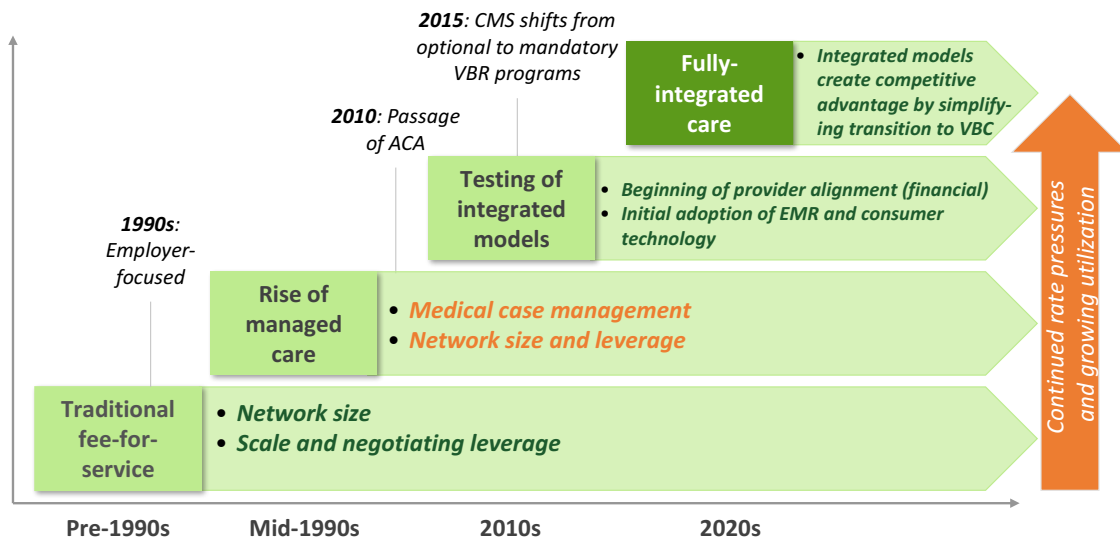 2015: CMS shifts from
optional to mandatory
VBR programs
Fully-
integrated
care
• Integrated models
create competitive
advantage by simplify-
ing transition to VBC
2010: Passage
of ACA
Testing of
integrated
models
• Beginning of provider alignment (financial)
• Initial adoption of EMR and consumer
technology
1990s:
Employer-
focused
Rise of
managed
care
• Medical case management
• Network size and leverage
Traditional
fee-for-
service
• Network size
• Scale and negotiating leverage
Continued rate pressures
and growing utilization
Pre-1990s
Mid-1990s
2010s
2020s